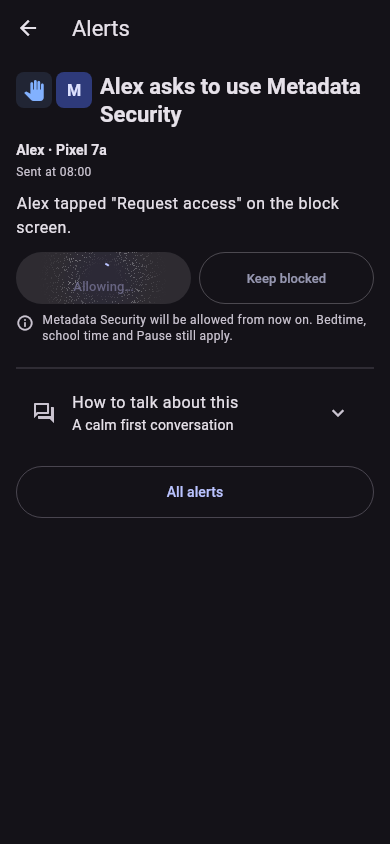 Alerts
M
Alex asks to use Metadata
Security
Alex · Pixel 7a
Sent at 08:00
Alex tapped "Request access" on the block
screen.
Allowing…
Keep blocked
Metadata Security will be allowed from now on. Bedtime,
school time and Pause still apply.
How to talk about this
A calm first conversation
All alerts